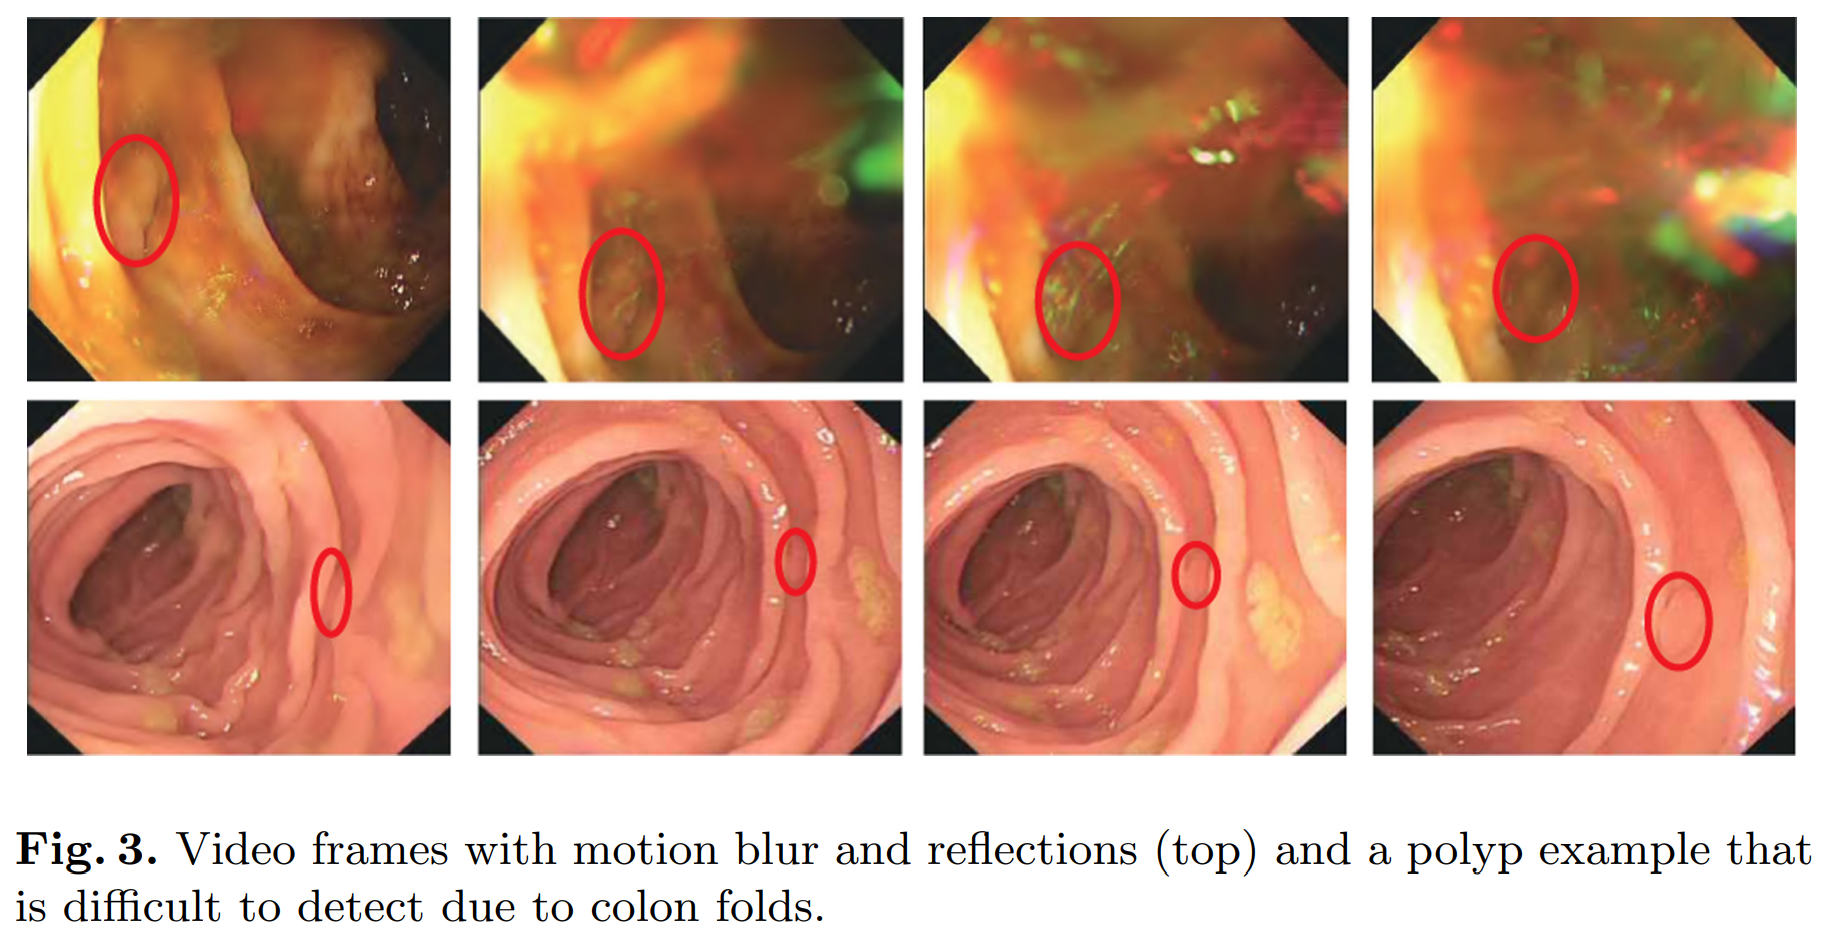 Fig. 3. Video frames with motion blur and reflections (top) and a polyp example that
is difficult to detect due to colon folds.